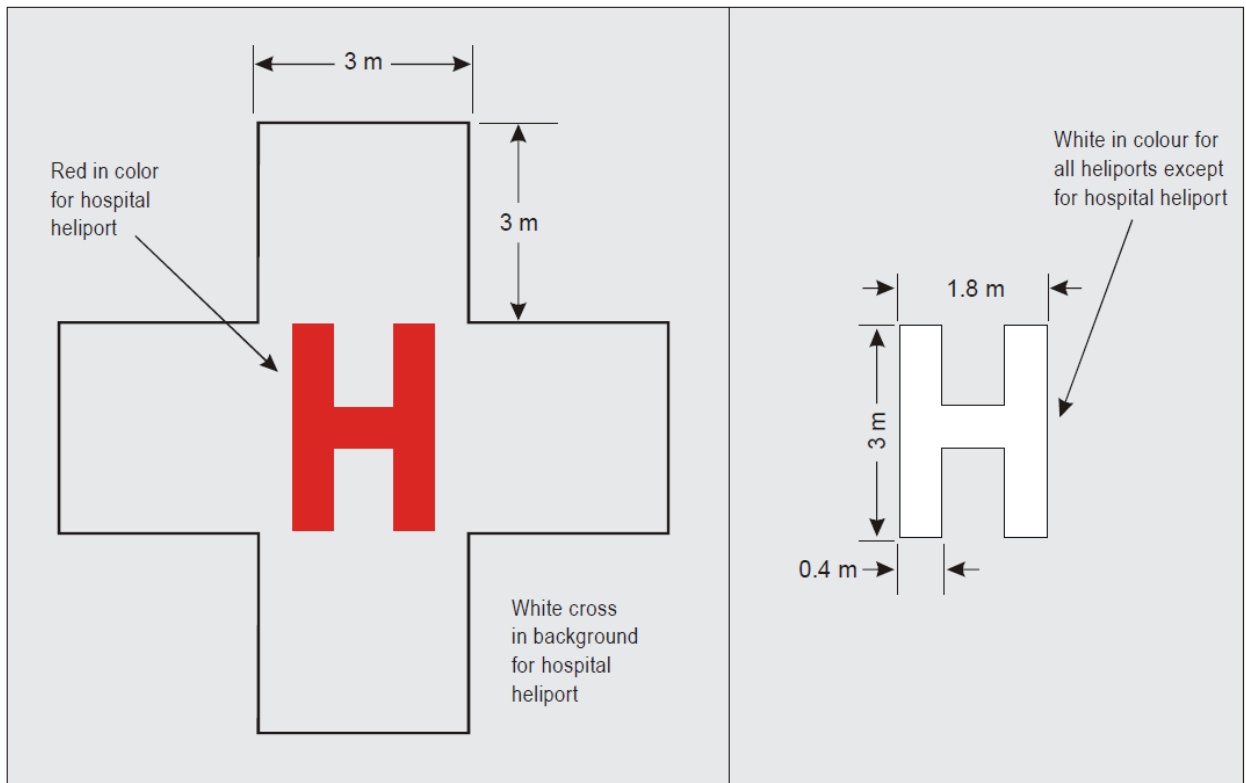 3 m
Red in color
for hospital
heliport
3 m
H
White cross
in background
for hospital
heliport
White in colour for
all heliports except
for hospital heliport
1.8 m
3 m
H
0.4 m